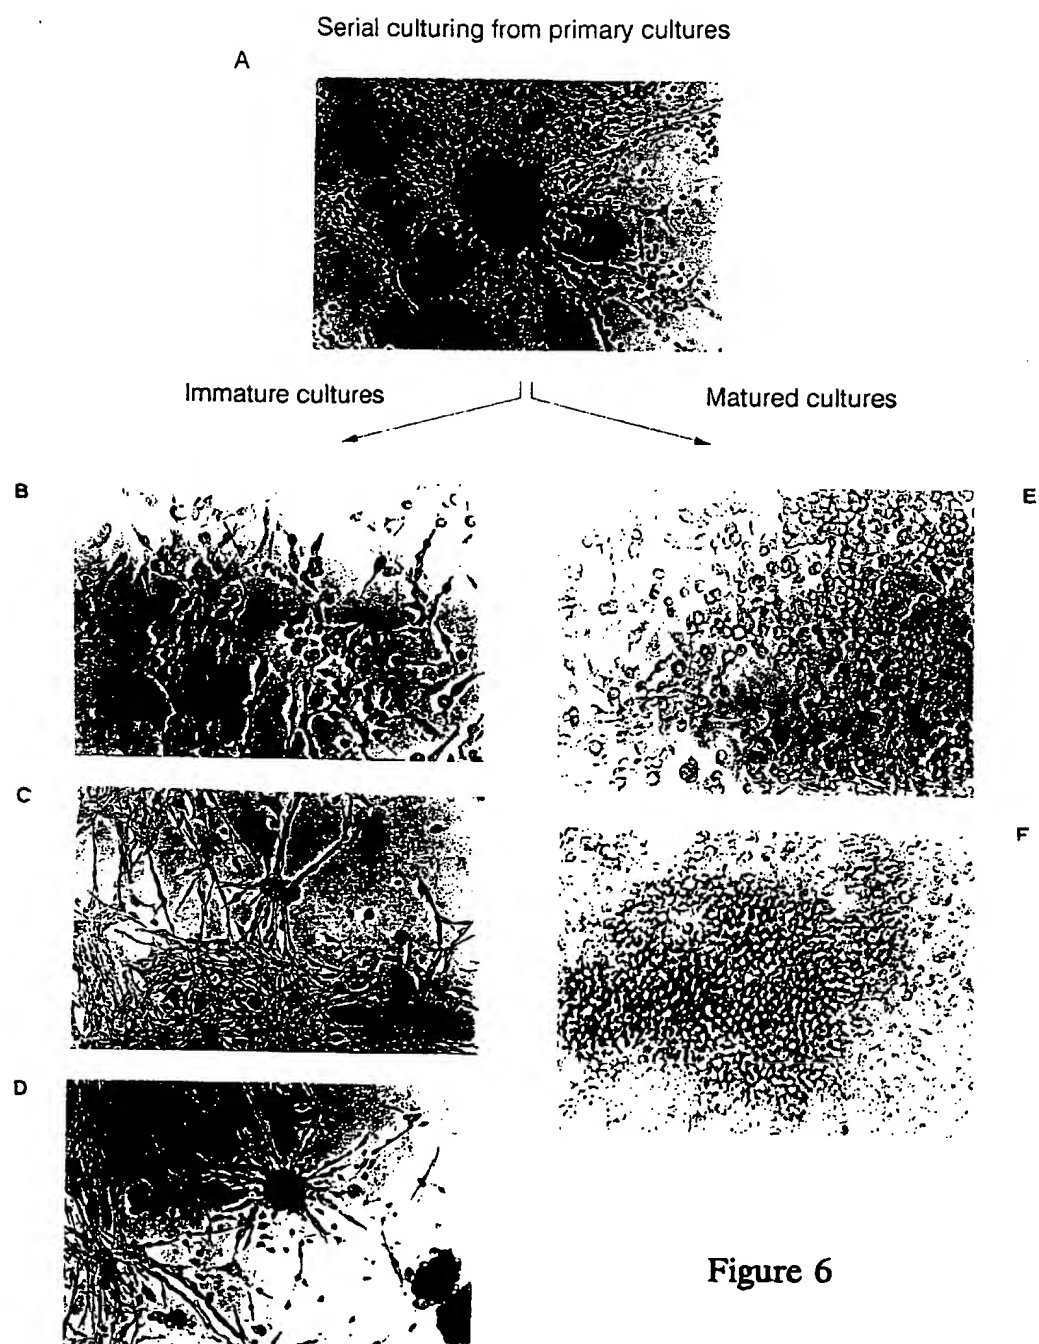 Serial culturing from primary cultures
A
Immature cultures
Matured cultures
B
E
C
F
D
Figure 6